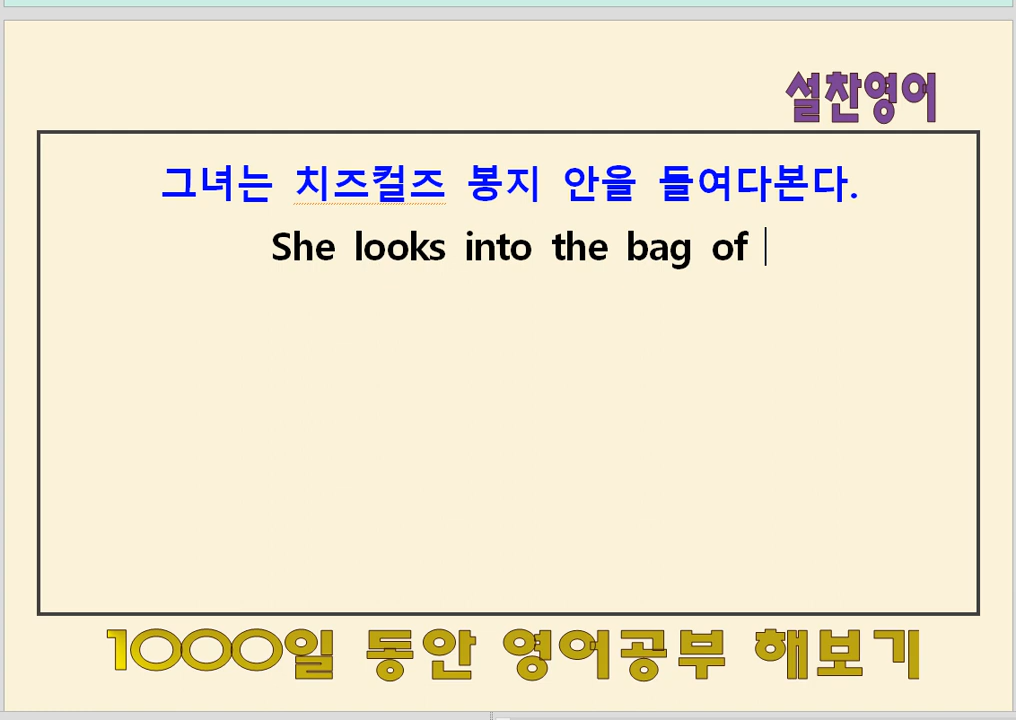 설찬영어
그녀는 치즈컬즈 봉지 안을 들여다본다.
She looks into the bag of
1000일 동안 영어공부 해보기